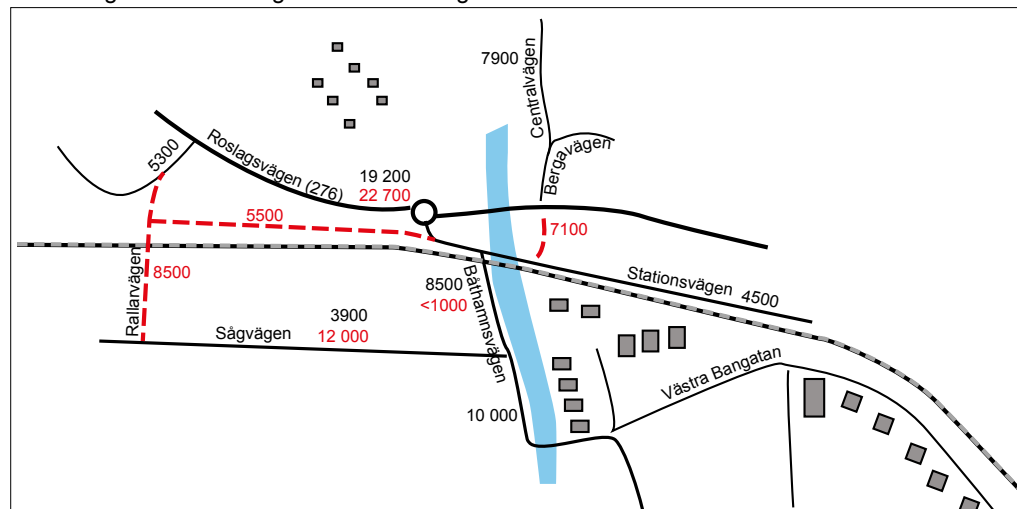 7900
Centralvägen
Bergavägen
5300
Roslagsvägen (276)
19 200
22 700
5500
7100
Rallarvägen
8500
8500
<1000
Båthamnsvägen
Stationsvägen
4500
3900
Sågvägen
12 000
Västra Bangatan
10 000